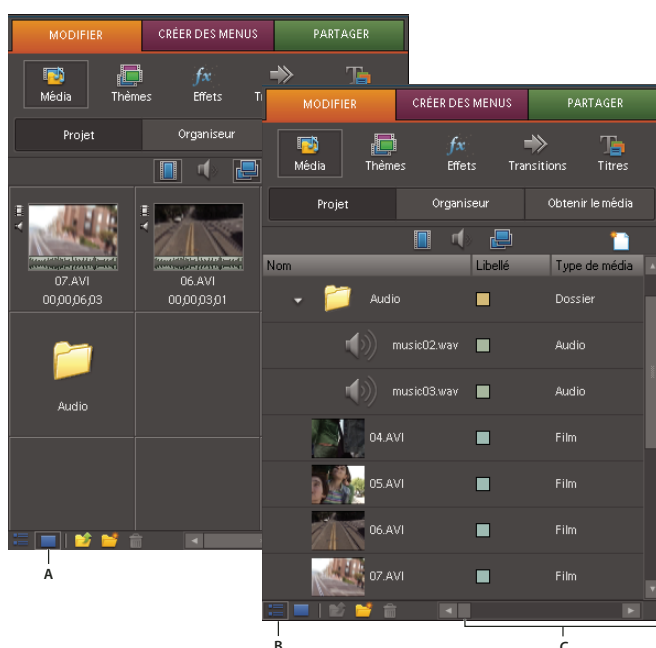 MODIFIER CRÉER DES MENUS PARTAGER
Média Thèmes Effets
Projet Organiseur
07.AVI 06.AVI
00;00;06;03 00;00;03;01
Audio
A
MODIFIER CRÉER DES MENUS PARTAGER
Média Thèmes Effets Transitions Titres
Projet Organiseur Obtenir le média
Nom Libellé Type de média
Audio Dossier
music02.wav Audio
music03.wav Audio
04.AVI Film
05.AVI Film
06.AVI Film
07.AVI Film
B C